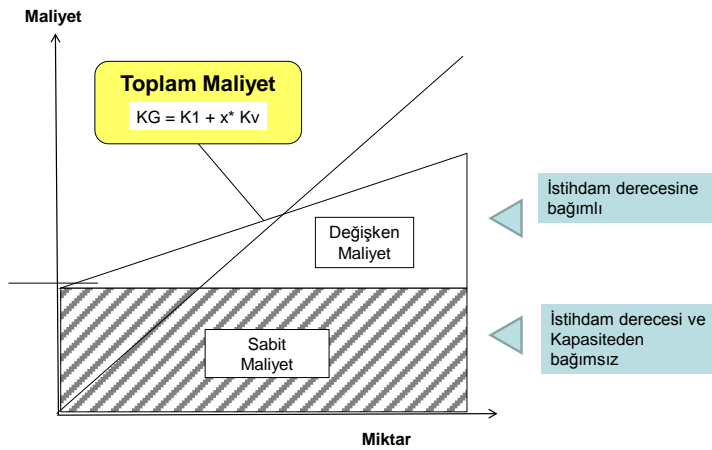 Maliyet
Toplam Maliyet
KG = K1 + x* Kv
İstihdam derecesine
bağımlı
Değişken
Maliyet
İstihdam derecesi ve
Kapasiteden
bağımsız
Sabit
Maliyet
Miktar